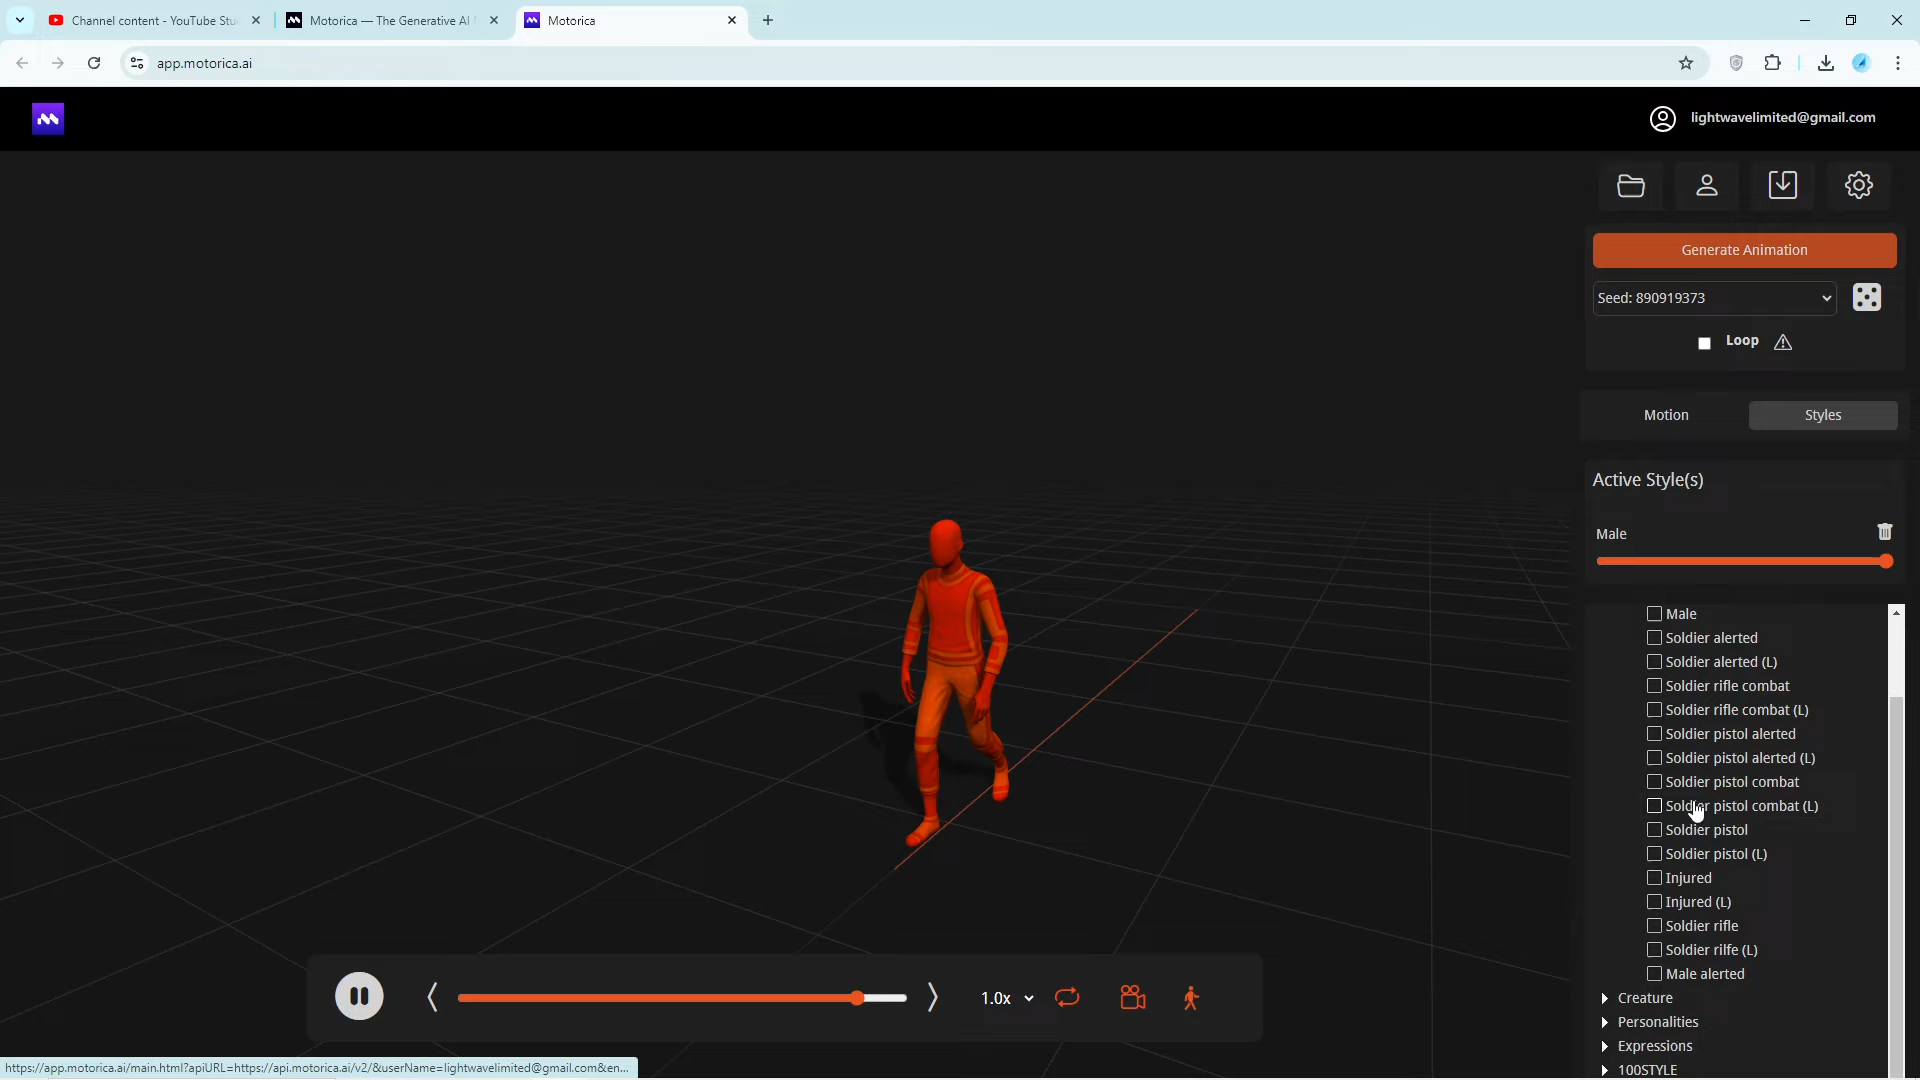 Channel content - YouTube Stu
Motorica — The Generative AI
Motorica
app.motorica.ai
lightwavelimited@gmail.com
Generate Animation
Seed: 890919373
Loop
Motion
Styles
Active Style(s)
Male
Male
Soldier alerted
Soldier alerted (L)
Soldier rifle combat
Soldier rifle combat (L)
Soldier pistol alerted
Soldier pistol alerted (L)
Soldier pistol combat
Soldier pistol combat (L)
Soldier pistol
Soldier pistol (L)
Injured
Injured (L)
Soldier rifle
Soldier rilfe (L)
Male alerted
Creature
Personalities
Expressions
100STYLE
1.0x
https://app.motorica.ai/main.html?apiURL=https://api.motorica.ai/v2/&userName=lightwavelimited@gmail.com&en...